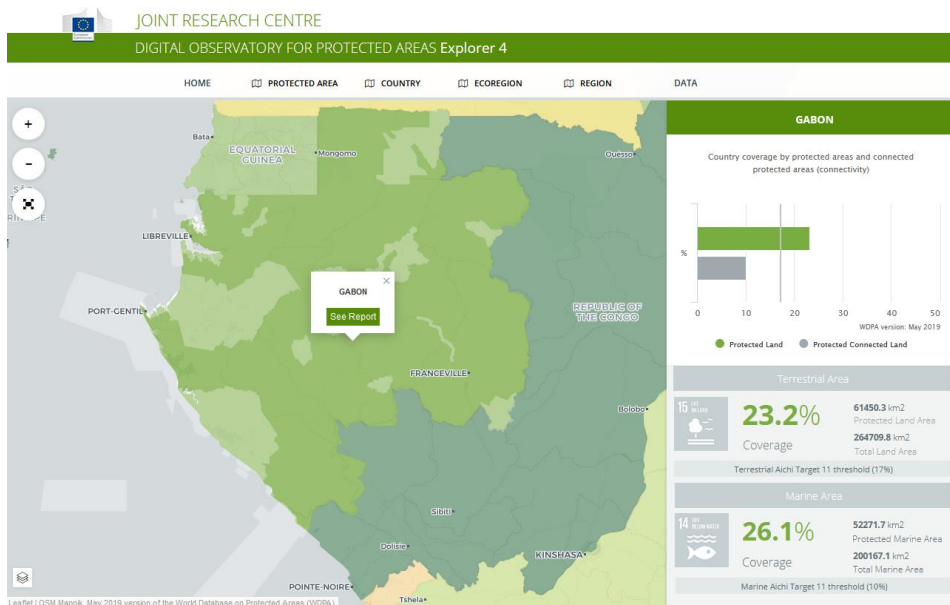 JOINT RESEARCH CENTRE
DIGITAL OBSERVATORY FOR PROTECTED AREAS Explorer 4
HOME PROTECTED AREA COUNTRY ECOREGION REGION DATA
+
−
Bata
EQUATORIAL
GUINEA
Mongomo
Ouesso
LIBREVILLE
PORT-GENTIL
GABON
×
See Report
REPUBLIC OF
THE CONGO
FRANCEVILLE
Bolobo
Sibiti
Dolisie
KINSHASA
POINTE-NOIRE
Tshela
Leaflet | OSM Mapnik, May 2019 version of the World Database on Protected Areas (WDPA)
GABON
Country coverage by protected areas and connected
protected areas (connectivity)
%
0 10 20 30 40 50
WDPA version: May 2019
Protected Land Protected Connected Land
Terrestrial Area
15 LIFE ON LAND
23.2%
Coverage
61450.3 km2
Protected Land Area
264709.8 km2
Total Land Area
Terrestrial Aichi Target 11 threshold (17%)
Marine Area
14 LIFE BELOW WATER
26.1%
Coverage
52271.7 km2
Protected Marine Area
200167.1 km2
Total Marine Area
Marine Aichi Target 11 threshold (10%)